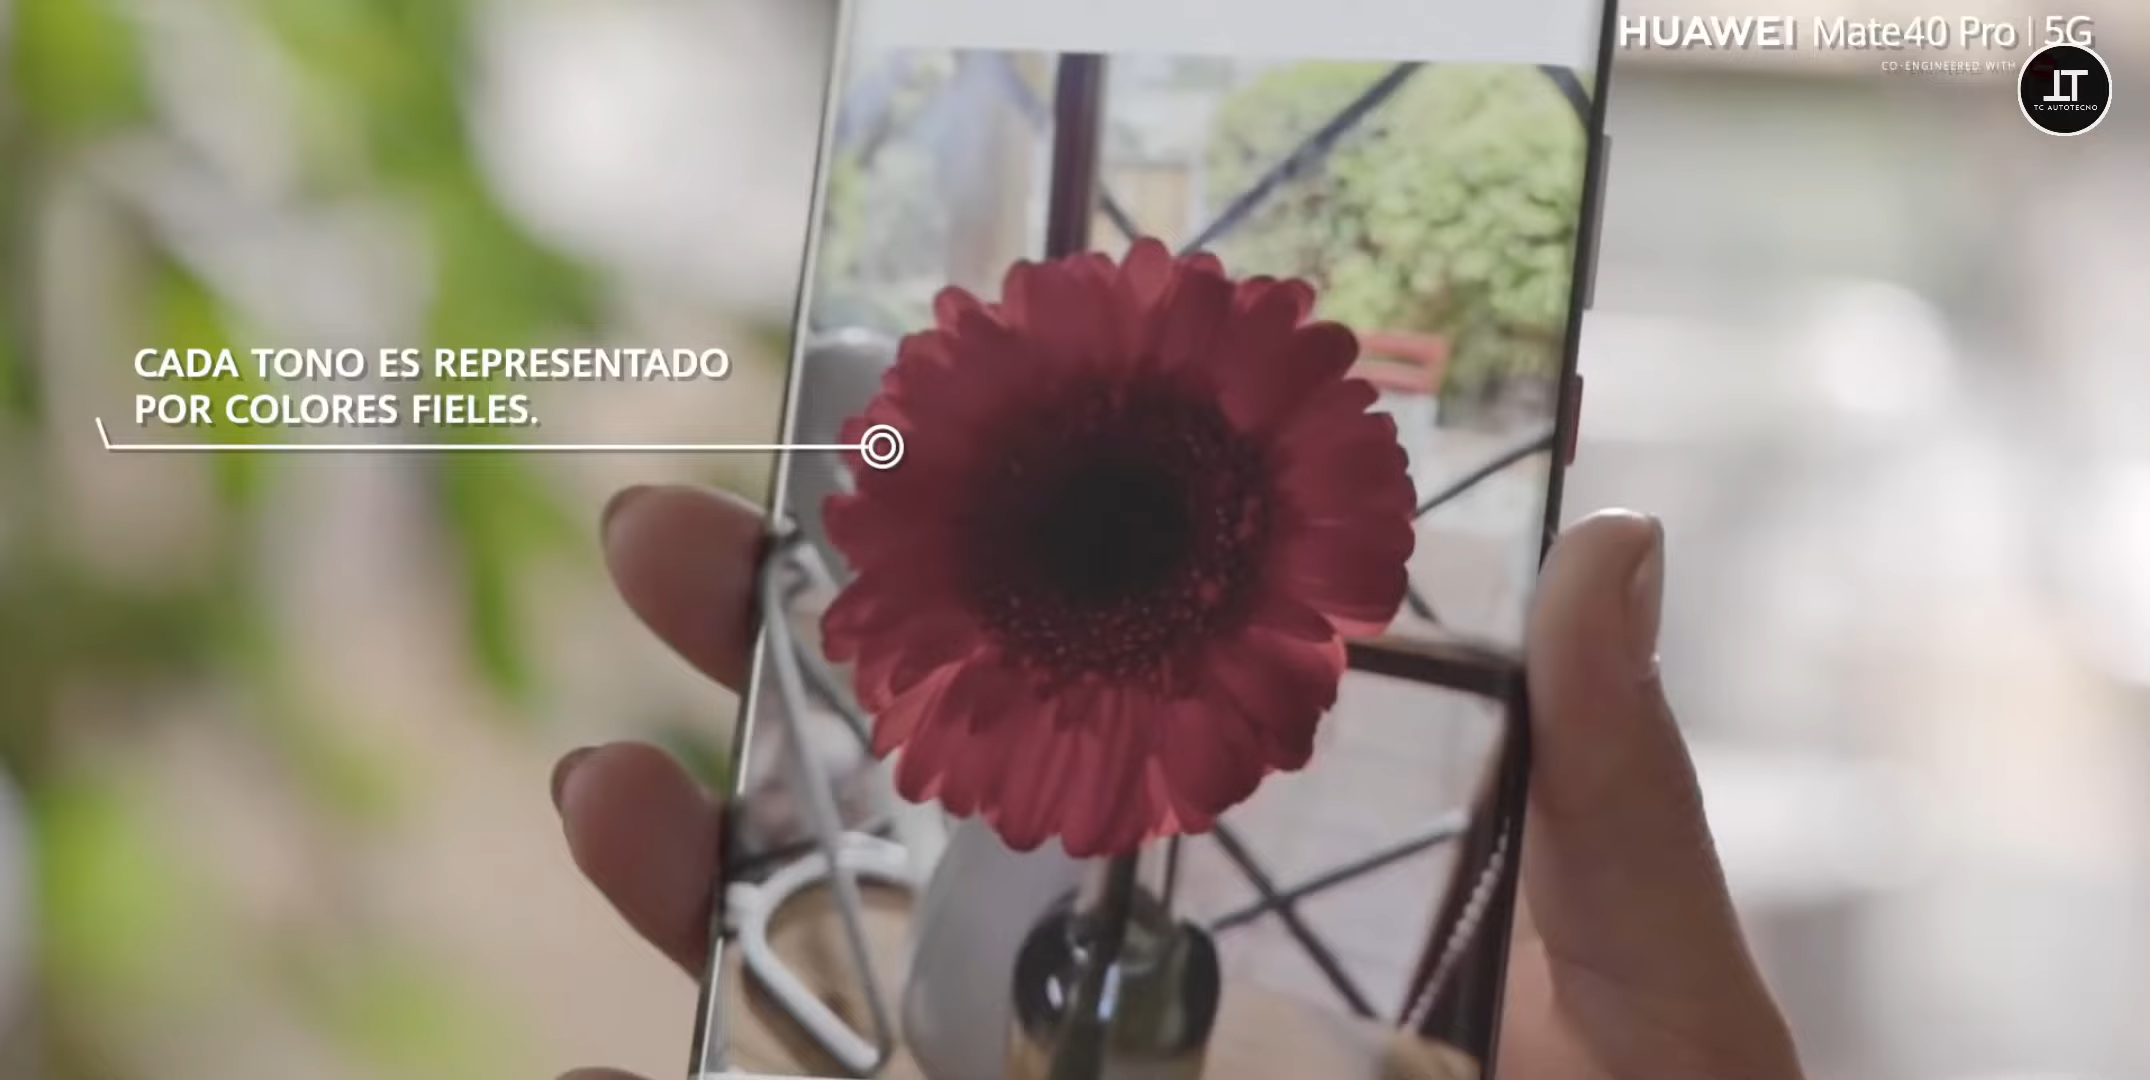 HUAWEI Mate40 Pro | 5G
CO-ENGINEERED WITH
TC AUTOTECNO
CADA TONO ES REPRESENTADO
POR COLORES FIELES.